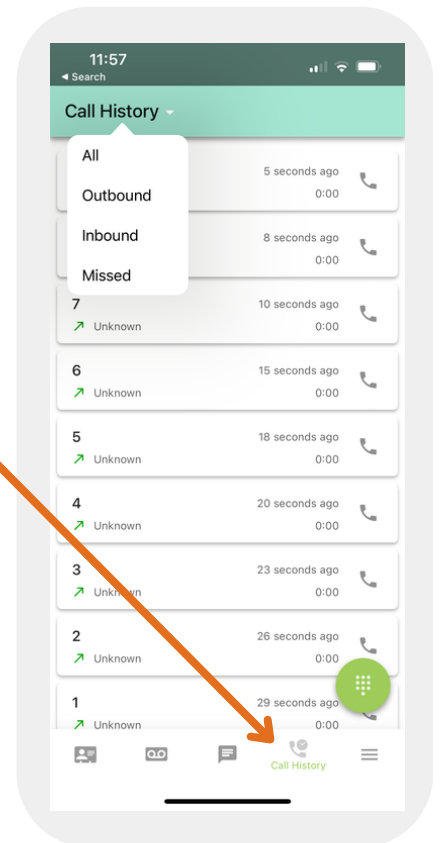 11:57
◄ Search
Call History
All
Outbound
Inbound
Missed
5 seconds ago
0:00
8 seconds ago
0:00
7
10 seconds ago
Unknown
0:00
6
15 seconds ago
Unknown
0:00
5
18 seconds ago
Unknown
0:00
4
20 seconds ago
Unknown
0:00
3
23 seconds ago
Unknown
0:00
2
26 seconds ago
Unknown
0:00
1
29 seconds ago
Unknown
0:00
Call History